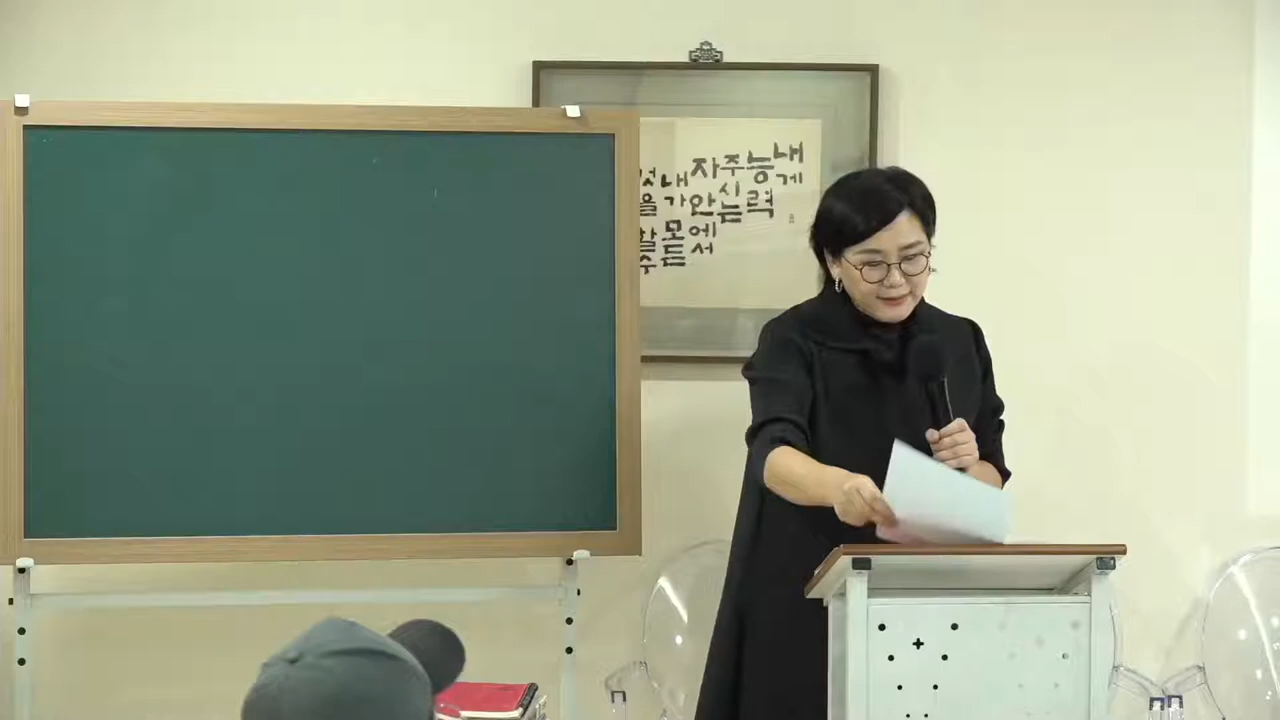 내게
능력
주시는
자 안에서
내가 모든
것을 할 수